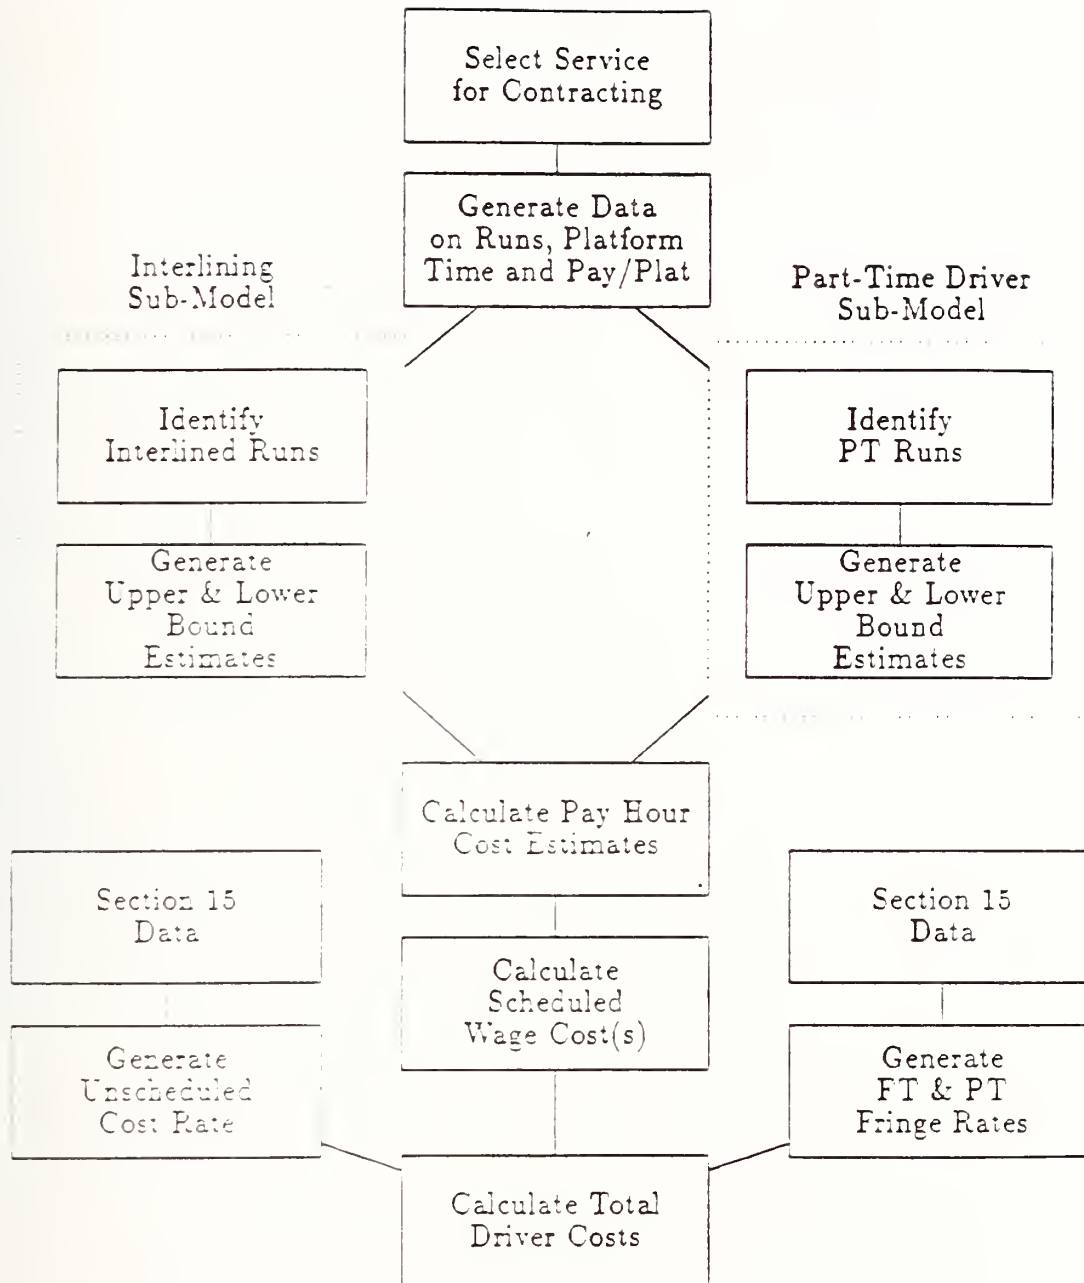 Select Service
for Contracting
Generate Data
on Runs, Platform
Time and Pay/Plat
Interlining
Sub-Model
Part-Time Driver
Sub-Model
Identify
Interlined Runs
Identify
PT Runs
Generate
Upper & Lower
Bound
Estimates
Generate
Upper & Lower
Bound
Estimates
Calculate Pay Hour
Cost Estimates
Section 15
Data
Section 15
Data
Calculate
Scheduled
Wage Cost(s)
Generate
Unscheduled
Cost Rate
Generate
FT & PT
Fringe Rates
Calculate Total
Driver Costs